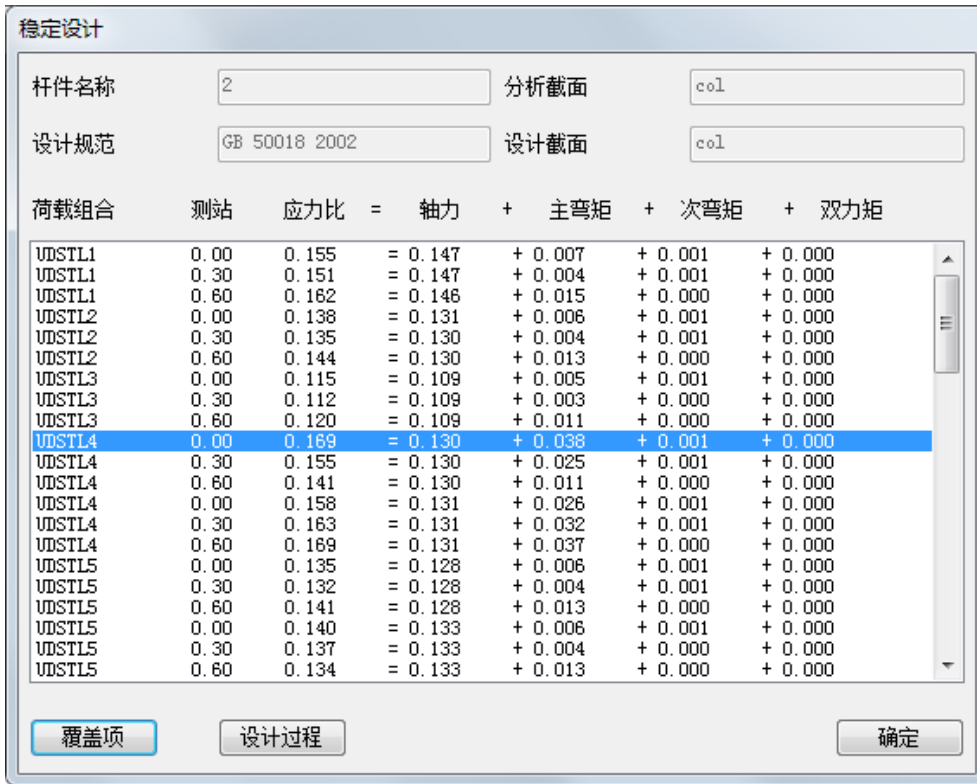 稳定设计
杆件名称 2 分析截面 col
设计规范 GB 50018 2002 设计截面 col
荷载组合 测站 应力比 = 轴力 + 主弯矩 + 次弯矩 + 双力矩
UDSTL1 0.00 0.155 = 0.147 + 0.007 + 0.001 + 0.000
UDSTL1 0.30 0.151 = 0.147 + 0.004 + 0.001 + 0.000
UDSTL1 0.60 0.162 = 0.146 + 0.015 + 0.000 + 0.000
UDSTL2 0.00 0.138 = 0.131 + 0.006 + 0.001 + 0.000
UDSTL2 0.30 0.135 = 0.130 + 0.004 + 0.001 + 0.000
UDSTL2 0.60 0.144 = 0.130 + 0.013 + 0.000 + 0.000
UDSTL3 0.00 0.115 = 0.109 + 0.005 + 0.001 + 0.000
UDSTL3 0.30 0.112 = 0.109 + 0.003 + 0.000 + 0.000
UDSTL3 0.60 0.120 = 0.109 + 0.011 + 0.000 + 0.000
UDSTL4 0.00 0.169 = 0.130 + 0.038 + 0.001 + 0.000
UDSTL4 0.30 0.155 = 0.130 + 0.025 + 0.001 + 0.000
UDSTL4 0.60 0.141 = 0.130 + 0.011 + 0.000 + 0.000
UDSTL4 0.00 0.158 = 0.131 + 0.026 + 0.001 + 0.000
UDSTL4 0.30 0.163 = 0.131 + 0.032 + 0.001 + 0.000
UDSTL4 0.60 0.169 = 0.131 + 0.037 + 0.000 + 0.000
UDSTL5 0.00 0.135 = 0.128 + 0.006 + 0.001 + 0.000
UDSTL5 0.30 0.132 = 0.128 + 0.004 + 0.001 + 0.000
UDSTL5 0.60 0.141 = 0.128 + 0.013 + 0.000 + 0.000
UDSTL5 0.00 0.140 = 0.133 + 0.006 + 0.001 + 0.000
UDSTL5 0.30 0.137 = 0.133 + 0.004 + 0.000 + 0.000
UDSTL5 0.60 0.134 = 0.133 + 0.013 + 0.000 + 0.000
覆盖项 设计过程 确定